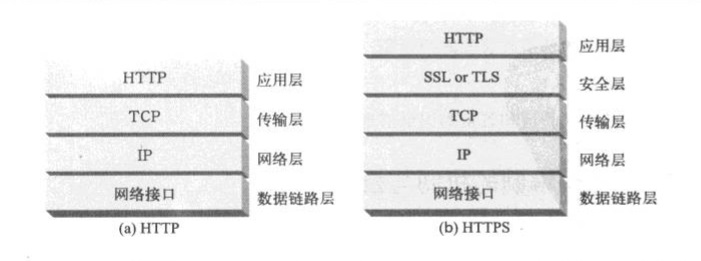 HTTP 应用层
TCP 传输层
IP 网络层
网络接口 数据链路层
(a) HTTP
HTTP 应用层
SSL or TLS 安全层
TCP 传输层
IP 网络层
网络接口 数据链路层
(b) HTTPS